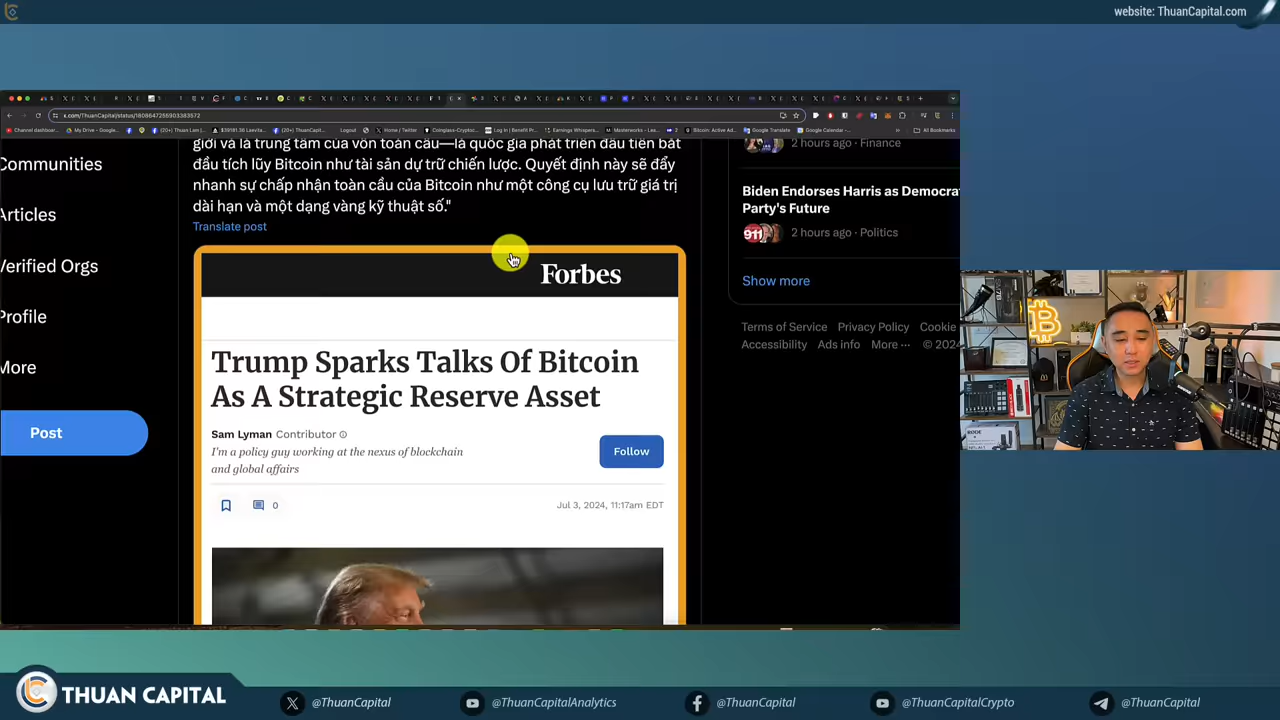 website: ThuanCapital.com
x.com/ThuanCapital/status/1808647266903383572
giới và là trung tâm của vốn toàn cầu—là quốc gia phát triển đầu tiên bắt
đầu tích lũy Bitcoin như tài sản dự trữ chiến lược. Quyết định này sẽ đẩy
nhanh sự chấp nhận toàn cầu của Bitcoin như một công cụ lưu trữ giá trị
dài hạn và một dạng vàng kỹ thuật số."
Translate post
Communities
Articles
Verified Orgs
Profile
More
Post
Forbes
Trump Sparks Talks Of Bitcoin
As A Strategic Reserve Asset
Sam Lyman Contributor
I'm a policy guy working at the nexus of blockchain
and global affairs
Follow
0
Jul 3, 2024, 11:17am EDT
2 hours ago · Finance
Biden Endorses Harris as Democra
Party's Future
2 hours ago · Politics
Show more
Terms of Service Privacy Policy Cookie
Accessibility Ads info More ··· © 2024
THUAN CAPITAL
@ThuanCapital
@ThuanCapitalAnalytics
@ThuanCapital
@ThuanCapitalCrypto
@ThuanCapital